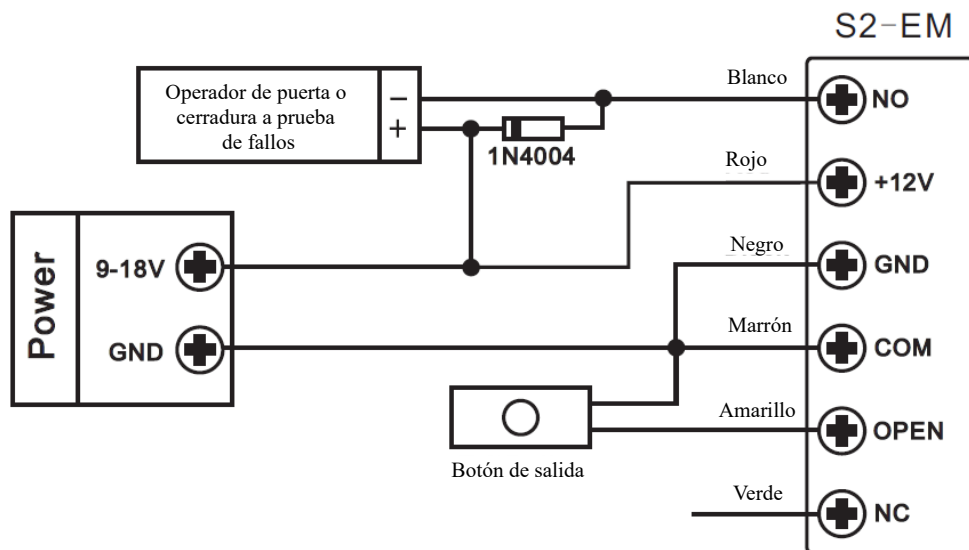 S2-EM
Operador de puerta o
cerradura a prueba
de fallos
−
+
1N4004
Blanco
NO
Rojo
+12V
Power
9-18V
GND
Negro
GND
Marrón
COM
Botón de salida
Amarillo
OPEN
Verde
NC